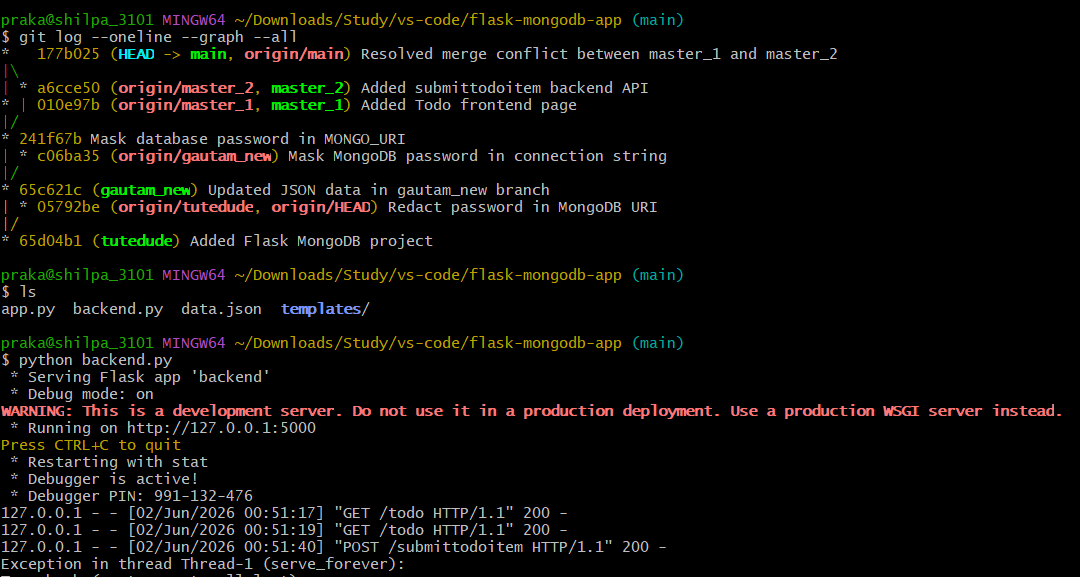 praka@shilpa_3101 MINGW64 ~/Downloads/Study/vs-code/flask-mongodb-app (main)
$ git log --oneline --graph --all
*   177b025 (HEAD -> main, origin/main) Resolved merge conflict between master_1 and master_2
|\
| * a6cce50 (origin/master_2, master_2) Added submittodoitem backend API
* | 010e97b (origin/master_1, master_1) Added Todo frontend page
|/
* 241f67b Mask database password in MONGO_URI
| * c06ba35 (origin/gautam_new) Mask MongoDB password in connection string
|/
* 65c621c (gautam_new) Updated JSON data in gautam_new branch
| * 05792be (origin/tutedude, origin/HEAD) Redact password in MongoDB URI
|/
* 65d04b1 (tutedude) Added Flask MongoDB project
praka@shilpa_3101 MINGW64 ~/Downloads/Study/vs-code/flask-mongodb-app (main)
$ ls
app.py  backend.py  data.json  templates/
praka@shilpa_3101 MINGW64 ~/Downloads/Study/vs-code/flask-mongodb-app (main)
$ python backend.py
 * Serving Flask app 'backend'
 * Debug mode: on
WARNING: This is a development server. Do not use it in a production deployment. Use a production WSGI server instead.
 * Running on http://127.0.0.1:5000
Press CTRL+C to quit
 * Restarting with stat
 * Debugger is active!
 * Debugger PIN: 991-132-476
127.0.0.1 - - [02/Jun/2026 00:51:17] "GET /todo HTTP/1.1" 200 -
127.0.0.1 - - [02/Jun/2026 00:51:19] "GET /todo HTTP/1.1" 200 -
127.0.0.1 - - [02/Jun/2026 00:51:40] "POST /submittodoitem HTTP/1.1" 200 -
Exception in thread Thread-1 (serve_forever):